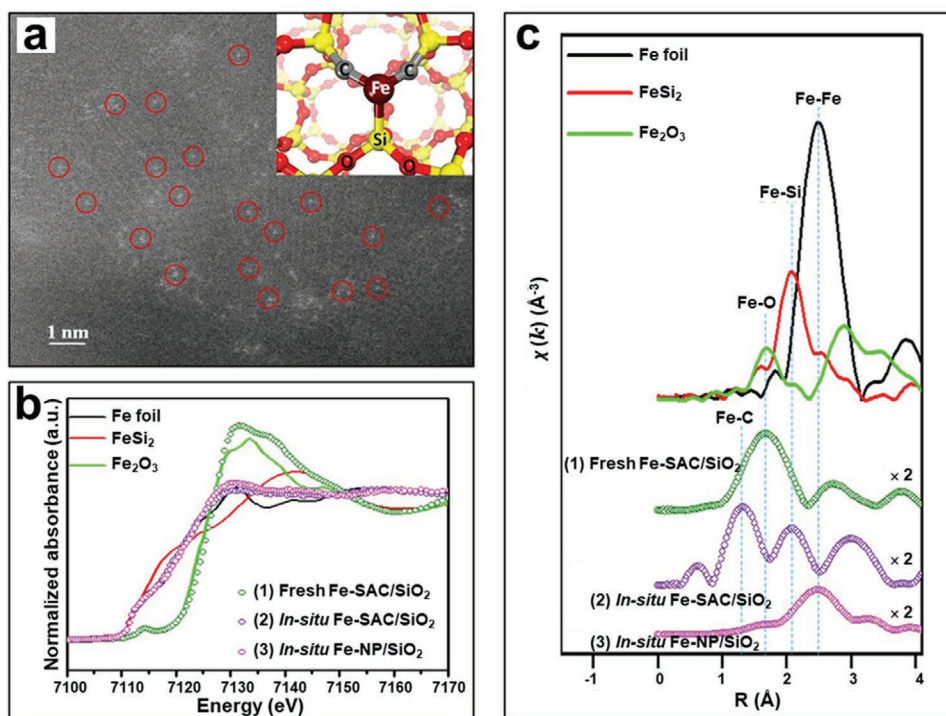 a
C
C
Fe
Si
O
O
1 nm
b
Normalized absorbance (a.u.)
Fe foil
FeSi₂
Fe₂O₃
(1) Fresh Fe-SAC/SiO₂
(2) In-situ Fe-SAC/SiO₂
(3) In-situ Fe-NP/SiO₂
7100 7110 7120 7130 7140 7150 7160 7170
Energy (eV)
c
Fe foil
FeSi₂
Fe₂O₃
Fe-Fe
Fe-Si
Fe-O
Fe-C
χ(k) (Å⁻³)
(1) Fresh Fe-SAC/SiO₂
× 2
× 2
(2) In-situ Fe-SAC/SiO₂
× 2
(3) In-situ Fe-NP/SiO₂
-1 0 1 2 3 4
R (Å)